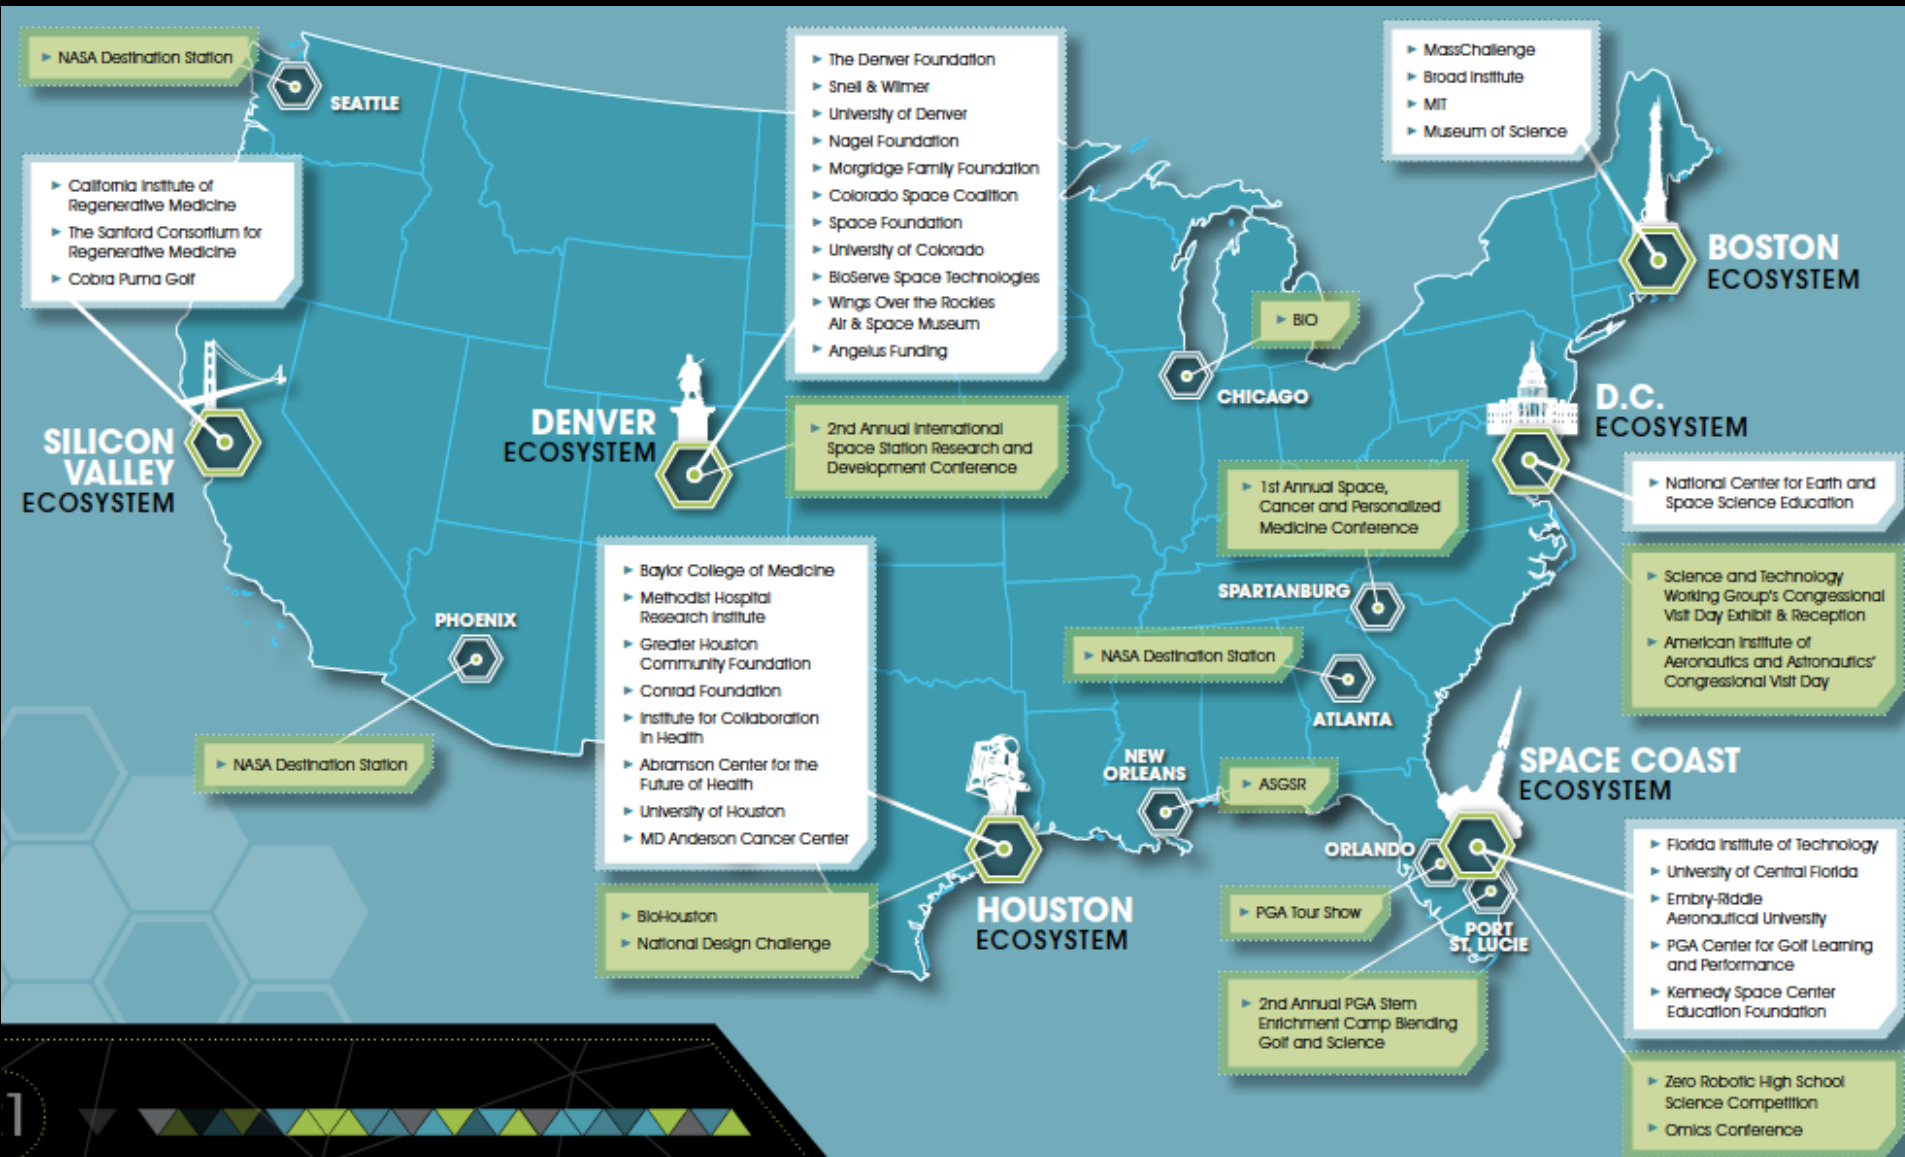 NASA Destination Station
SEATTLE
California Institute of
Regenerative Medicine
The Sanford Consortium for
Regenerative Medicine
Cobra Puma Golf
SILICON
VALLEY
ECOSYSTEM
The Denver Foundation
Snell & Wilmer
University of Denver
Nagel Foundation
Morgridge Family Foundation
Colorado Space Coalition
Space Foundation
University of Colorado
BioServe Space Technologies
Wings Over the Rockies
Air & Space Museum
Angelus Funding
DENVER
ECOSYSTEM
2nd Annual International
Space Station Research and
Development Conference
MassChallenge
Broad Institute
MIT
Museum of Science
BOSTON
ECOSYSTEM
BIO
CHICAGO
D.C.
ECOSYSTEM
National Center for Earth and
Space Science Education
Science and Technology
Working Group's Congressional
Visit Day Exhibit & Reception
American Institute of
Aeronautics and Astronautics'
Congressional Visit Day
1st Annual Space,
Cancer and Personalized
Medicine Conference
SPARTANBURG
NASA Destination Station
ATLANTA
PHOENIX
NASA Destination Station
Baylor College of Medicine
Methodist Hospital
Research Institute
Greater Houston
Community Foundation
Conrad Foundation
Institute for Collaboration
in Health
Abramson Center for the
Future of Health
University of Houston
MD Anderson Cancer Center
BioHouston
National Design Challenge
HOUSTON
ECOSYSTEM
NEW
ORLEANS
ASGSR
SPACE COAST
ECOSYSTEM
ORLANDO
PGA Tour Show
PORT
ST. LUCIE
2nd Annual PGA Stem
Enrichment Camp Blending
Golf and Science
Florida Institute of Technology
University of Central Florida
Embry-Riddle
Aeronautical University
PGA Center for Golf Learning
and Performance
Kennedy Space Center
Education Foundation
Zero Robotic High School
Science Competition
Omics Conference
1